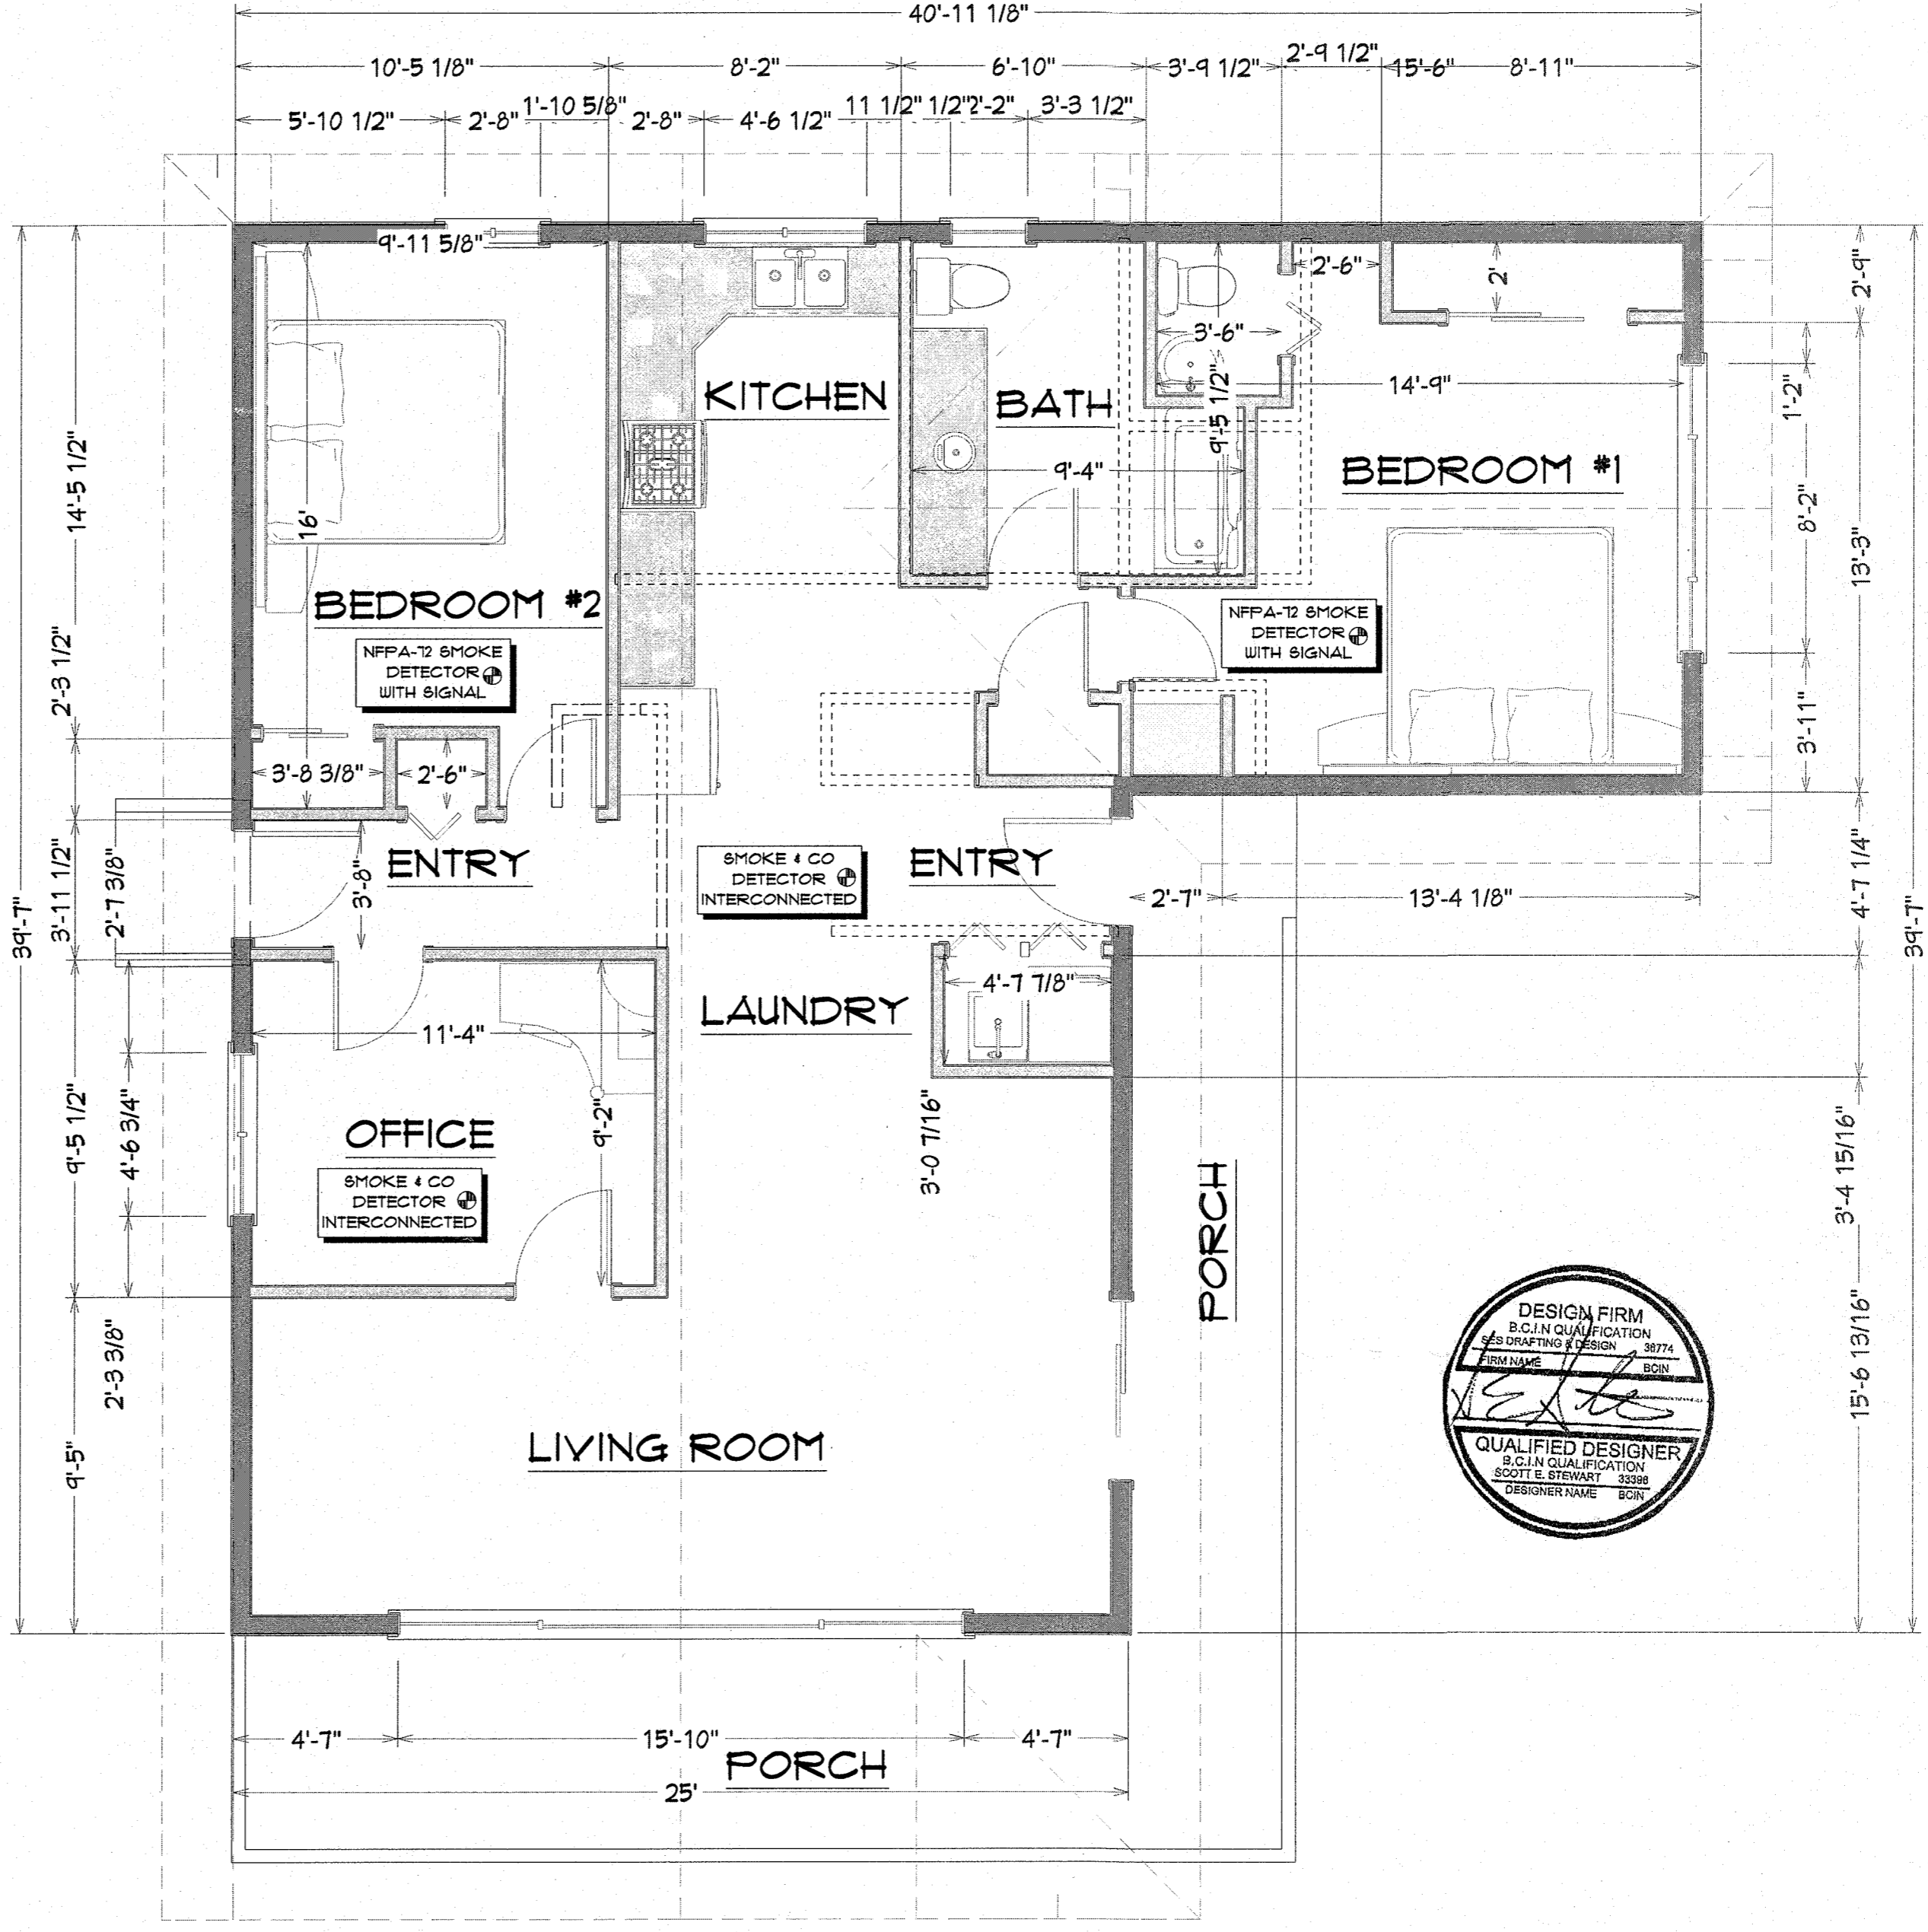 40'-11 1/8"
10'-5 1/8" 8'-2" 6'-10" 3'-9 1/2" 2'-9 1/2" 15'-6" 8'-11"
5'-10 1/2" 2'-8" 1'-10 5/8" 2'-8" 4'-6 1/2" 11 1/2" 1/2" 2'-2" 3'-3 1/2"
9'-11 5/8"
2'-6"
2'
2'-9"
3'-6"
14'-9"
1'-2"
KITCHEN
BATH
9'-5 1/2"
14'-5 1/2"
16'
9'-4"
BEDROOM #1
8'-2"
13'-3"
BEDROOM #2
NFPA-72 SMOKE
DETECTOR
WITH SIGNAL
NFPA-72 SMOKE
DETECTOR
WITH SIGNAL
2'-3 1/2"
3'-11"
3'-8 3/8"
2'-6"
3'-11 1/2"
2'-7 3/8"
3'-8"
ENTRY
SMOKE & CO
DETECTOR
INTERCONNECTED
ENTRY
2'-7"
13'-4 1/8"
4'-7 1/4"
39'-7"
39'-7"
4'-7 7/8"
LAUNDRY
11'-4"
9'-5 1/2"
4'-6 3/4"
OFFICE
9'-2"
3'-0 7/16"
3'-4 15/16"
SMOKE & CO
DETECTOR
INTERCONNECTED
PORCH
2'-3 3/8"
15'-6 13/16"
DESIGN FIRM
B.C.I.N QUALIFICATION
SES DRAFTING & DESIGN 38774
FIRM NAME BCIN
QUALIFIED DESIGNER
B.C.I.N QUALIFICATION
SCOTT E. STEWART 33398
DESIGNER NAME BCIN
LIVING ROOM
9'-5"
4'-7" 15'-10" 4'-7"
PORCH
25'